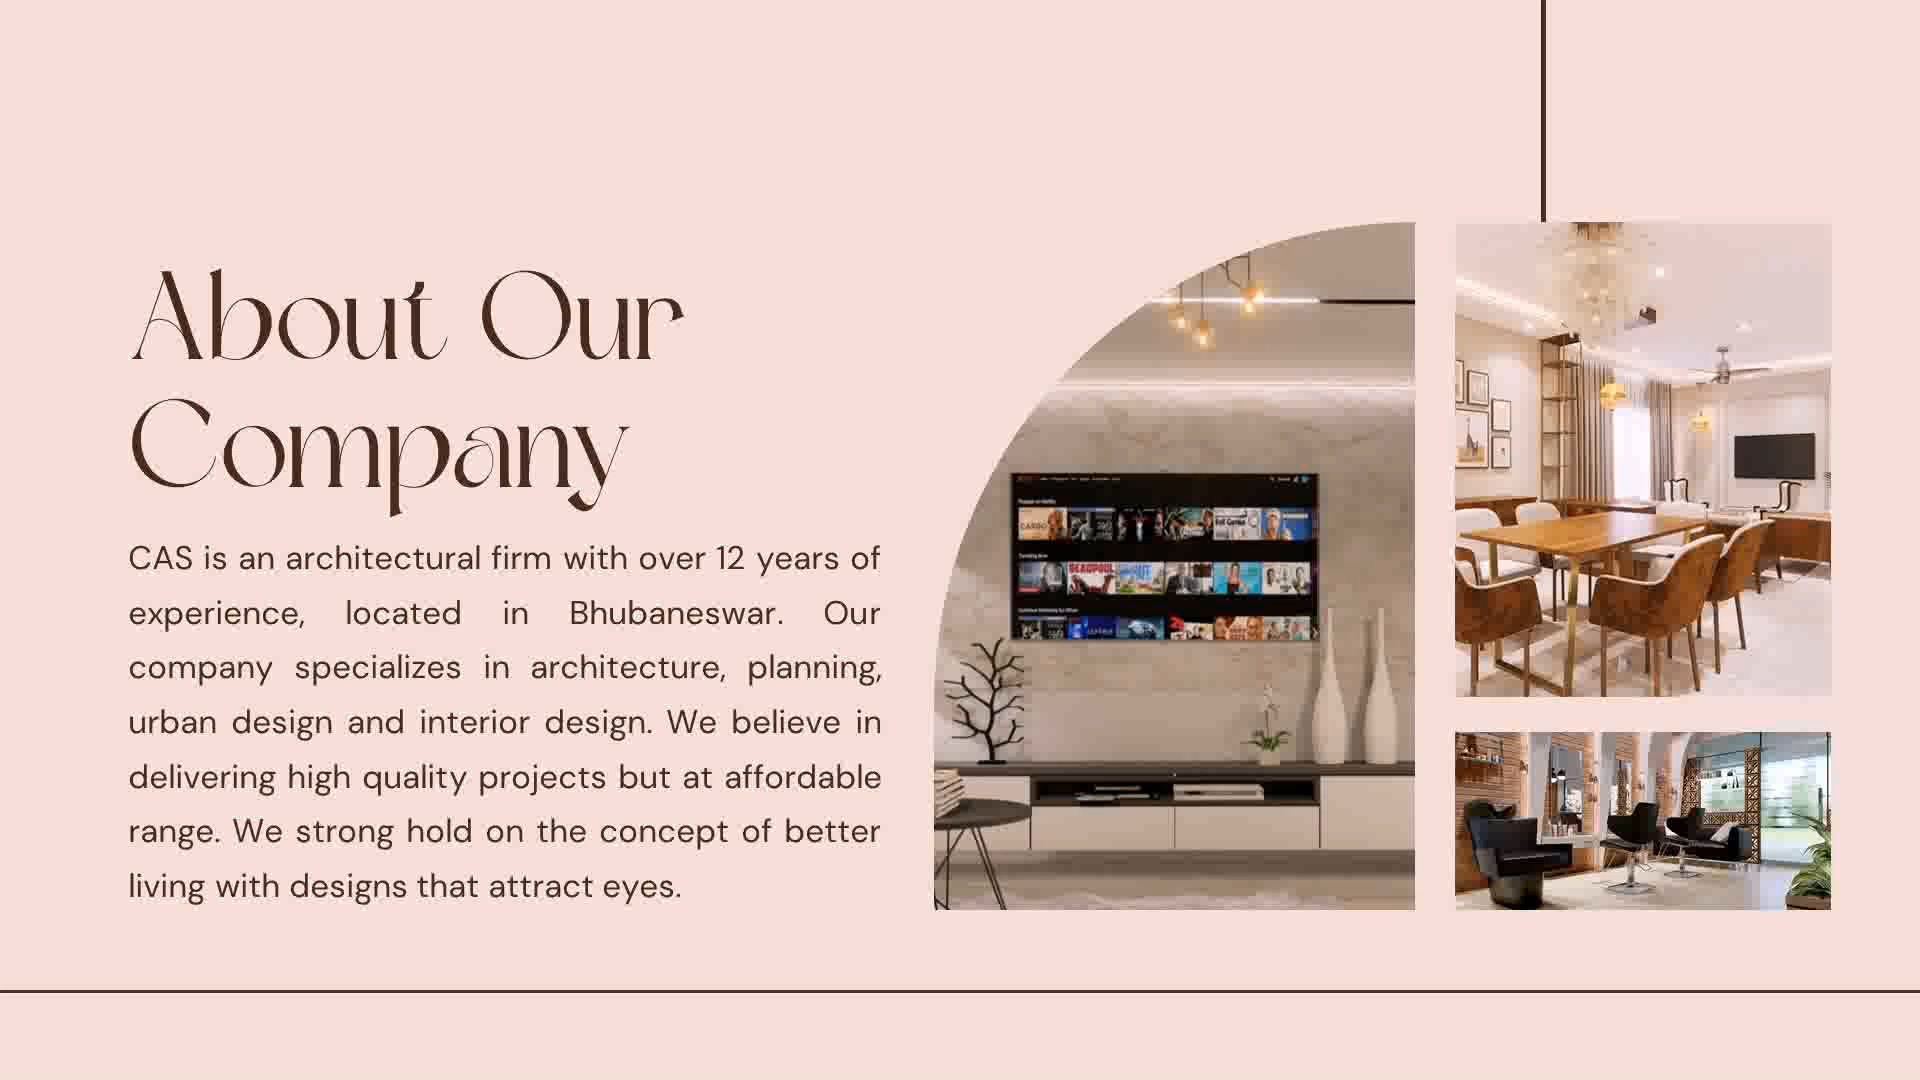 About Our
Company
CAS is an architectural firm with over 12 years of
experience, located in Bhubaneswar. Our
company specializes in architecture, planning,
urban design and interior design. We believe in
delivering high quality projects but at affordable
range. We strong hold on the concept of better
living with designs that attract eyes.
CARGO
DEADPOOL